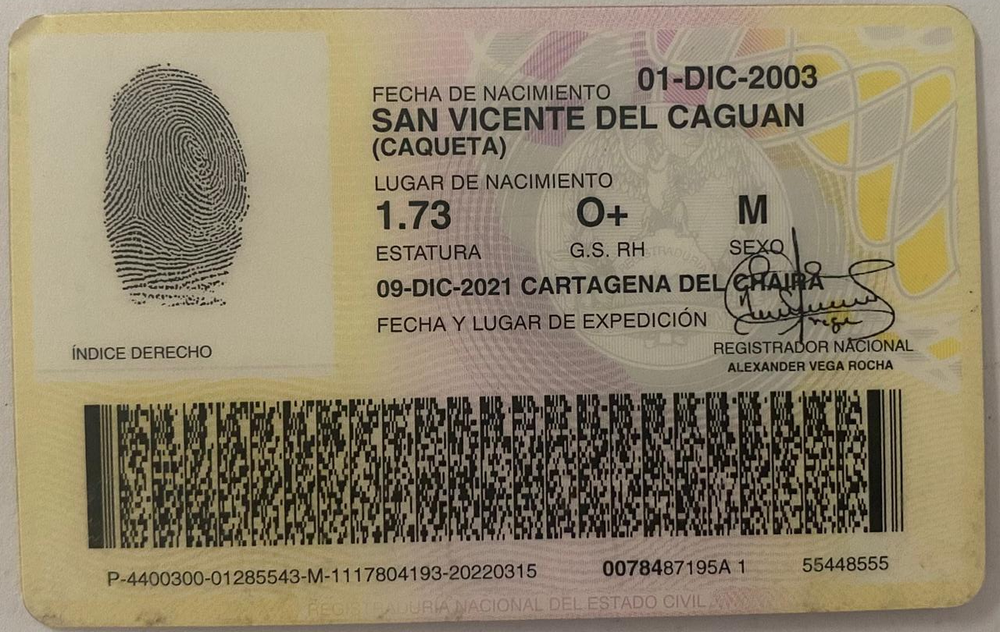 FECHA DE NACIMIENTO 01-DIC-2003
SAN VICENTE DEL CAGUAN
(CAQUETA)
LUGAR DE NACIMIENTO
1.73 O+ M
ESTATURA G.S. RH SEXO
09-DIC-2021 CARTAGENA DEL CHAIRA
FECHA Y LUGAR DE EXPEDICIÓN
ÍNDICE DERECHO
REGISTRADOR NACIONAL
ALEXANDER VEGA ROCHA
P-4400300-01285543-M-1117804193-20220315 0078487195A 1 55448555
REGISTRADURIA NACIONAL DEL ESTADO CIVIL